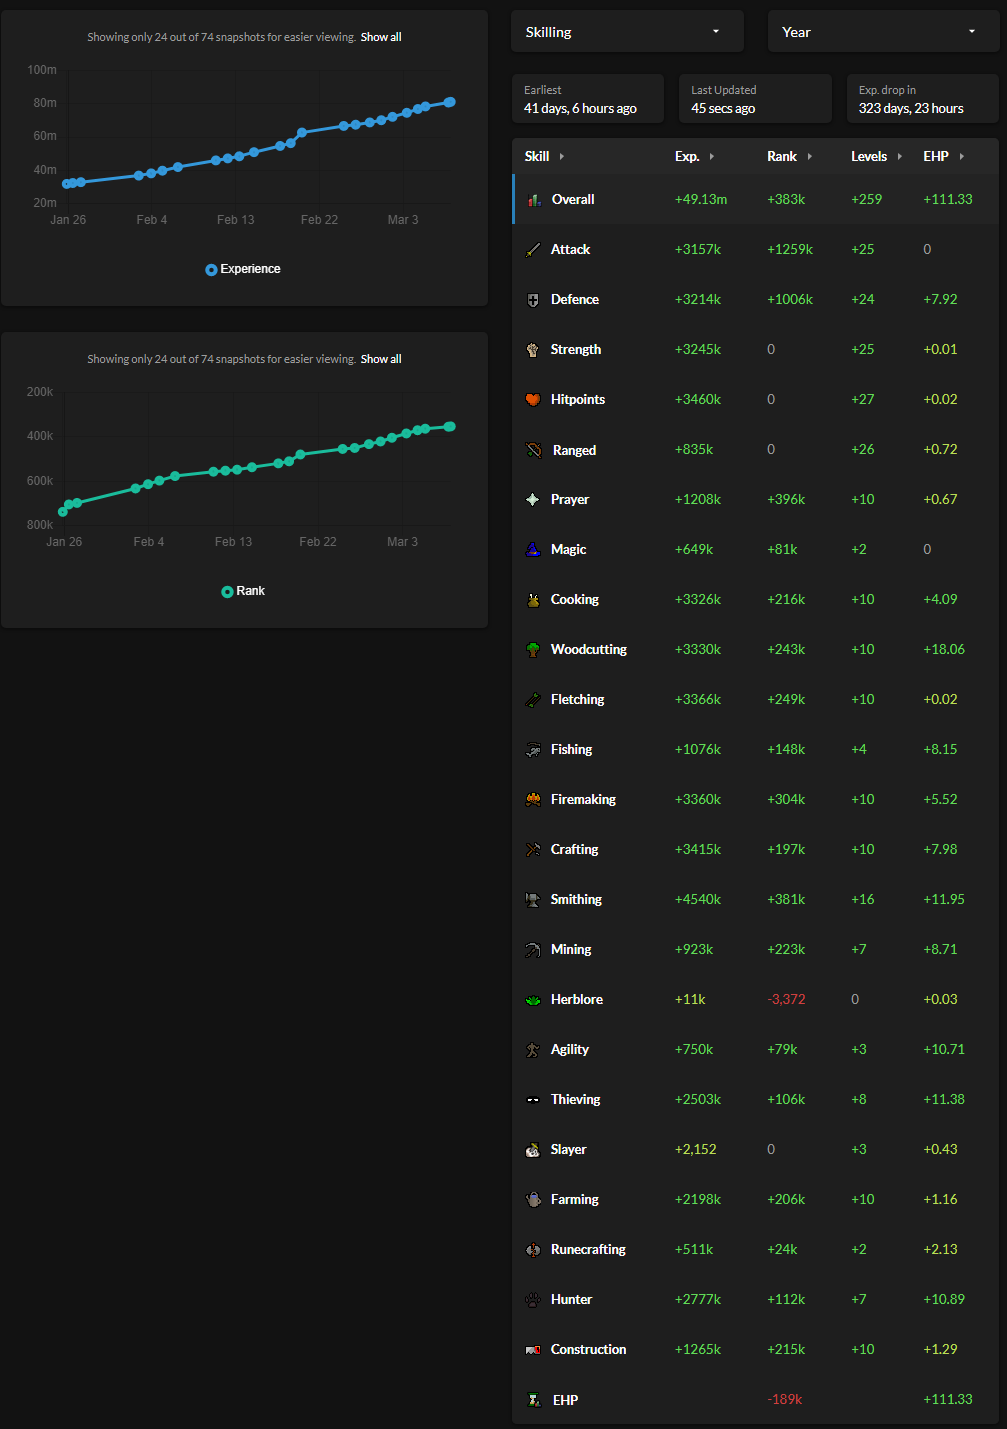 Showing only 24 out of 74 snapshots for easier viewing. Show all
100m
80m
60m
40m
20m
Jan 26 Feb 4 Feb 13 Feb 22 Mar 3
Experience
Showing only 24 out of 74 snapshots for easier viewing. Show all
200k
400k
600k
800k
Jan 26 Feb 4 Feb 13 Feb 22 Mar 3
Rank
Skilling Year
Earliest Last Updated Exp. drop in
41 days, 6 hours ago 45 secs ago 323 days, 23 hours
Skill Exp. Rank Levels EHP
Overall +49.13m +383k +259 +111.33
Attack +3157k +1259k +25 0
Defence +3214k +1006k +24 +7.92
Strength +3245k 0 +25 +0.01
Hitpoints +3460k 0 +27 +0.02
Ranged +835k 0 +26 +0.72
Prayer +1208k +396k +10 +0.67
Magic +649k +81k +2 0
Cooking +3326k +216k +10 +4.09
Woodcutting +3330k +243k +10 +18.06
Fletching +3366k +249k +10 +0.02
Fishing +1076k +148k +4 +8.15
Firemaking +3360k +304k +10 +5.52
Crafting +3415k +197k +10 +7.98
Smithing +4540k +381k +16 +11.95
Mining +923k +223k +7 +8.71
Herblore +11k -3,372 0 +0.03
Agility +750k +79k +3 +10.71
Thieving +2503k +106k +8 +11.38
Slayer +2,152 0 +3 +0.43
Farming +2198k +206k +10 +1.16
Runecrafting +511k +24k +2 +2.13
Hunter +2777k +112k +7 +10.89
Construction +1265k +215k +10 +1.29
EHP -189k +111.33